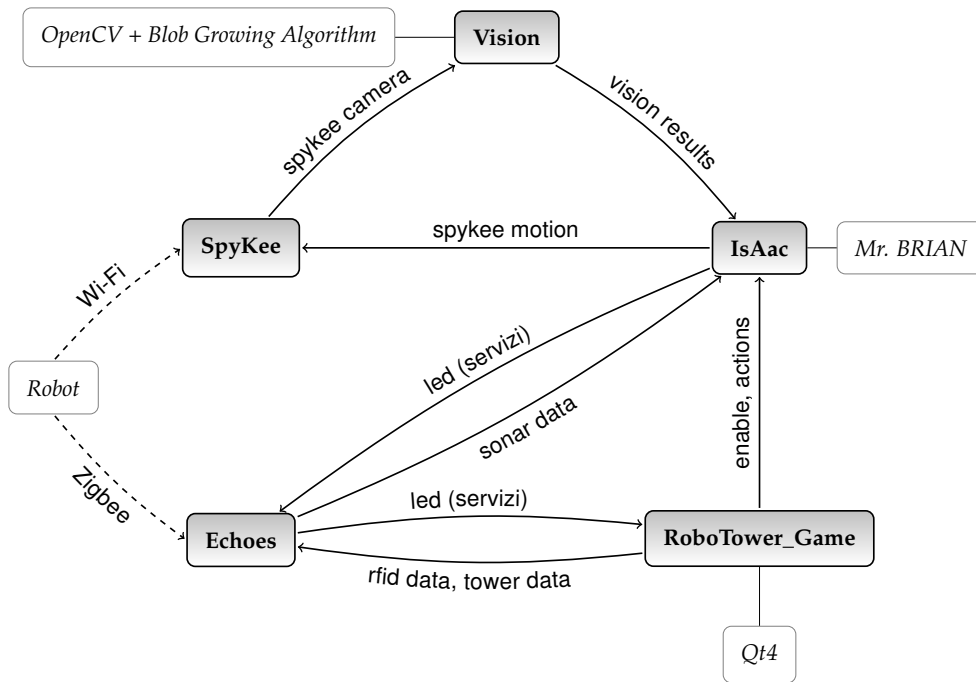 OpenCV + Blob Growing Algorithm
Vision
spykee camera
vision results
SpyKee
spykee motion
IsAac
Mr. BRIAN
Wi-Fi
Robot
led (servizi)
sonar data
enable, actions
Zigbee
Echoes
led (servizi)
RoboTower_Game
rfid data, tower data
Qt4